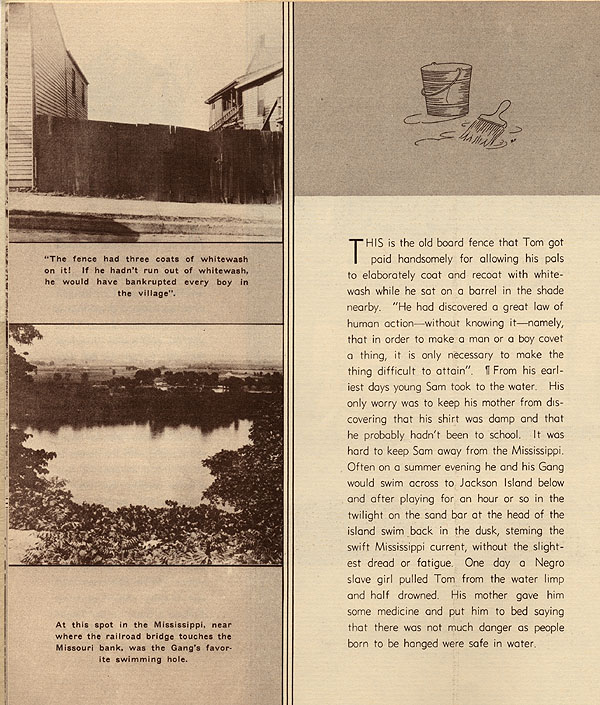 "The fence had three coats of whitewash
on it! If he hadn't run out of whitewash,
he would have bankrupted every boy in
the village".
At this spot in the Mississippi, near
where the railroad bridge touches the
Missouri bank, was the Gang's favor-
ite swimming hole.
THIS is the old board fence that Tom got
paid handsomely for allowing his pals
to elaborately coat and recoat with white-
wash while he sat on a barrel in the shade
nearby. "He had discovered a great law of
human action—without knowing it—namely,
that in order to make a man or a boy covet
a thing, it is only necessary to make the
thing difficult to attain". ¶ From his earl-
iest days young Sam took to the water. His
only worry was to keep his mother from dis-
covering that his shirt was damp and that
he probably hadn't been to school. It was
hard to keep Sam away from the Mississippi.
Often on a summer evening he and his Gang
would swim across to Jackson Island below
and after playing for an hour or so in the
twilight on the sand bar at the head of the
island swim back in the dusk, steming the
swift Mississippi current, without the slight-
est dread or fatigue. One day a Negro
slave girl pulled Tom from the water limp
and half drowned. His mother gave him
some medicine and put him to bed saying
that there was not much danger as people
born to be hanged were safe in water.